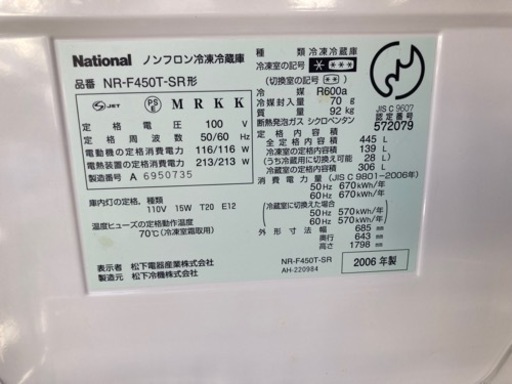 National ノンフロン冷凍冷蔵庫
品番 NR-F450T-SR形
S JET
PS E
M R K K
定格電圧 100 V
定格周波数 50/60 Hz
電動機の定格消費電力 116/116 W
電熱装置の定格消費電力 213/213 W
製造番号 A 6950735
庫内灯の定格、種類
110V 15W T20 E12
温度ヒューズの定格動作温度
70℃(冷凍室霜取用)
表示者 松下電器産業株式会社
製造元 松下冷機株式会社
種類 冷凍冷蔵庫
冷凍室の記号 * ***
(切換室の記号) ***
冷媒 R600a
冷媒封入量 70 g
質量 92 kg
断熱発泡ガス シクロペンタン
定格内容積 445 L
冷凍室の定格内容積 139 L
(うち冷蔵用に切換可能 28 L)
冷蔵室の定格内容積 306 L
JIS C 9607
認定番号
572079
消費電力量(JIS C 9801-2006年)
50Hz 670 kWh/年
60Hz 670 kWh/年
(冷蔵室に切換えた場合)
50Hz 570 kWh/年
60Hz 570 kWh/年
外形寸法 幅 685 mm
奥行 643 mm
高さ 1798 mm
NR-F450T-SR
AH-220984
2006 年製